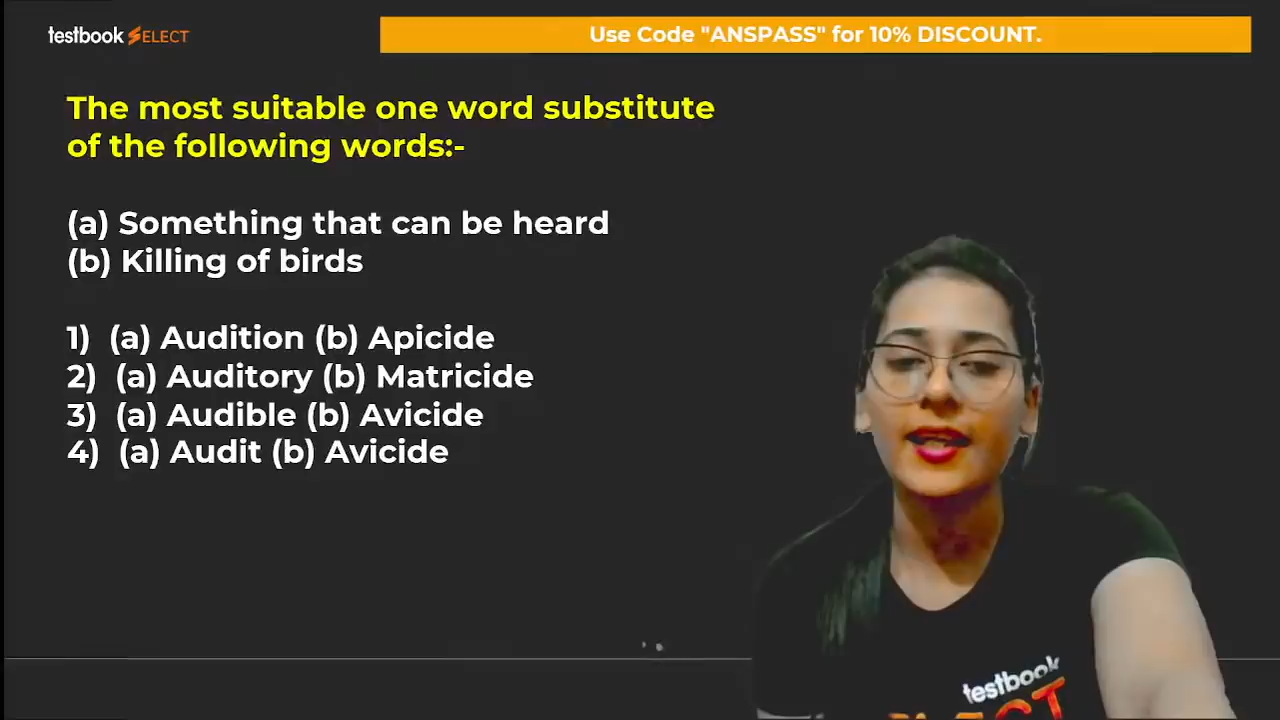 testbook SELECT
Use Code "ANSPASS" for 10% DISCOUNT.
The most suitable one word substitute
of the following words:-
(a) Something that can be heard
(b) Killing of birds
1) (a) Audition (b) Apicide
2) (a) Auditory (b) Matricide
3) (a) Audible (b) Avicide
4) (a) Audit (b) Avicide
testbook